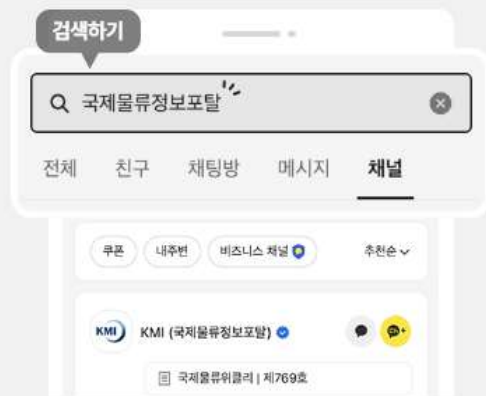 검색하기
국제물류정보포탈
전체 친구 채팅방 메시지 채널
쿠폰 내주변 비즈니스 채널 추천순
KMI KMI (국제물류정보포탈) Ch+
국제물류위클리 | 제769호